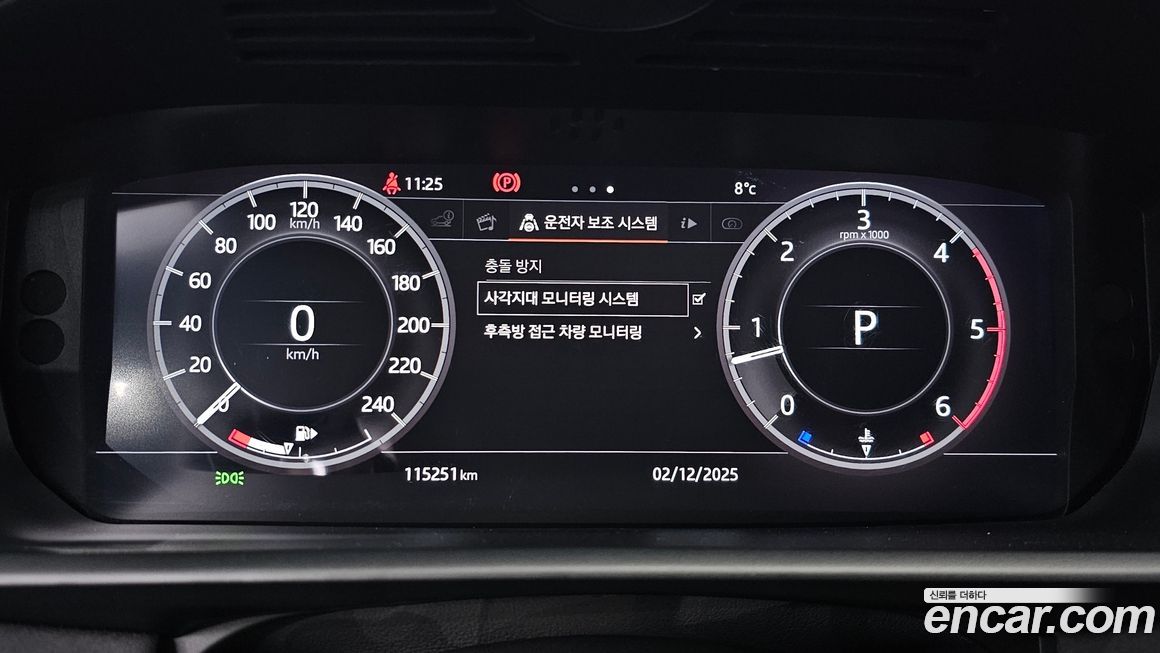 11:25
8°C
운전자 보조 시스템
충돌 방지
사각지대 모니터링 시스템
후측방 접근 차량 모니터링
0 20 40 60 80 100 120 140 160 180 200 220 240
km/h
0
km/h
0 1 2 3 4 5 6
rpm x 1000
P
115251 km
02/12/2025
신뢰를 더하다
encar.com